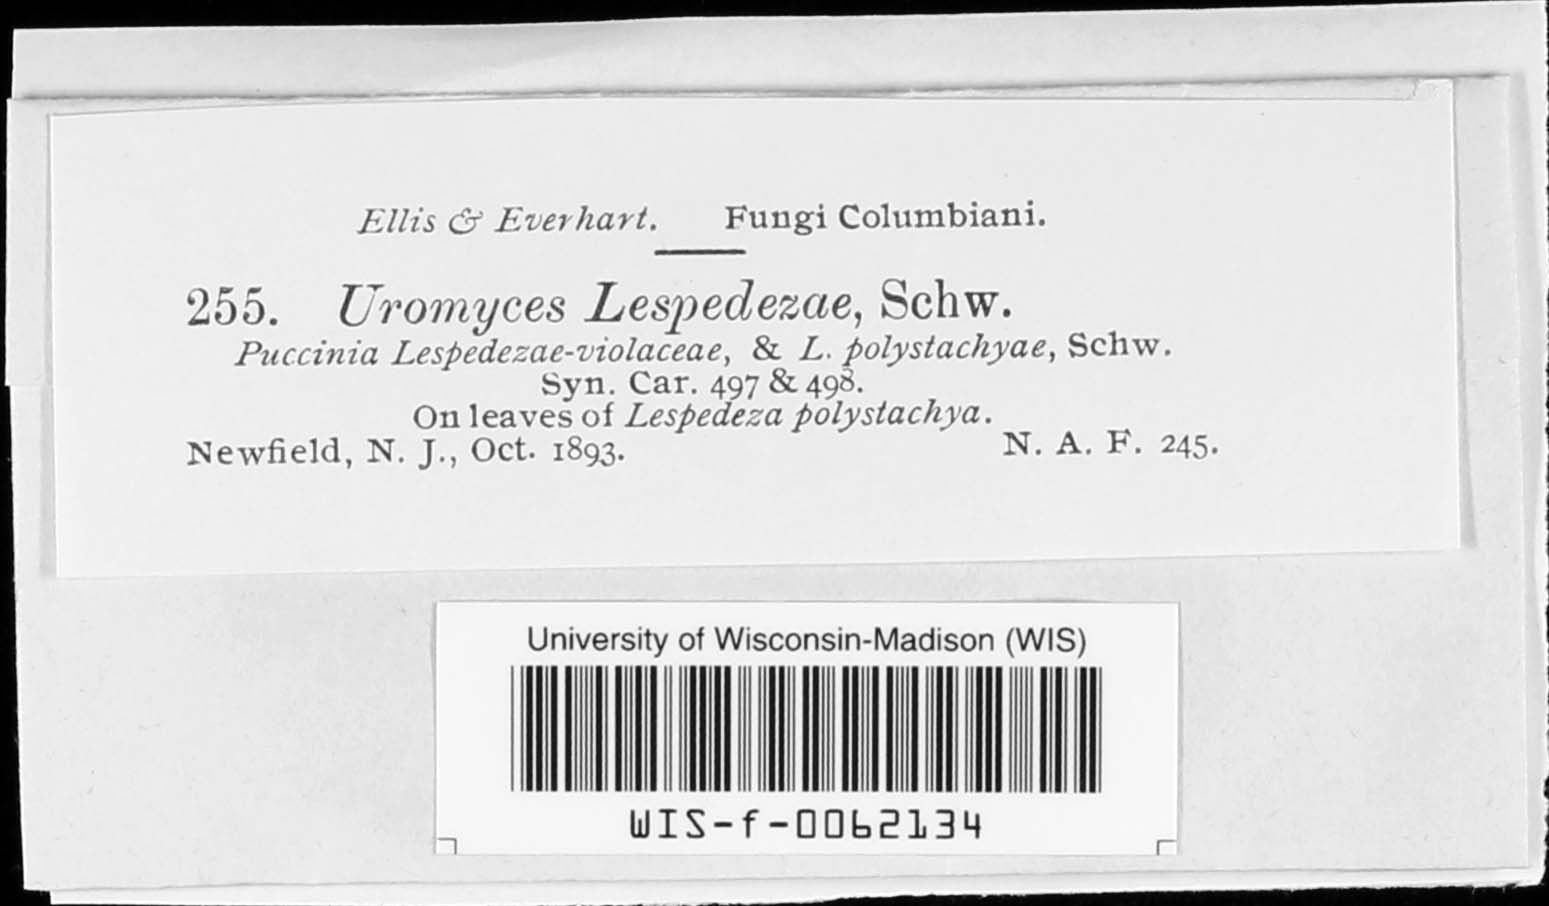 Ellis & Everhart. Fungi Columbiani.
255. Uromyces Lespedezae, Schw.
Puccinia Lespedezae-violaceae, & L. polystachyae, Schw.
Syn. Car. 497 & 498.
On leaves of Lespedeza polystachya.
Newfield, N. J., Oct. 1893. N. A. F. 245.
University of Wisconsin-Madison (WIS)
WIS-f-0062134